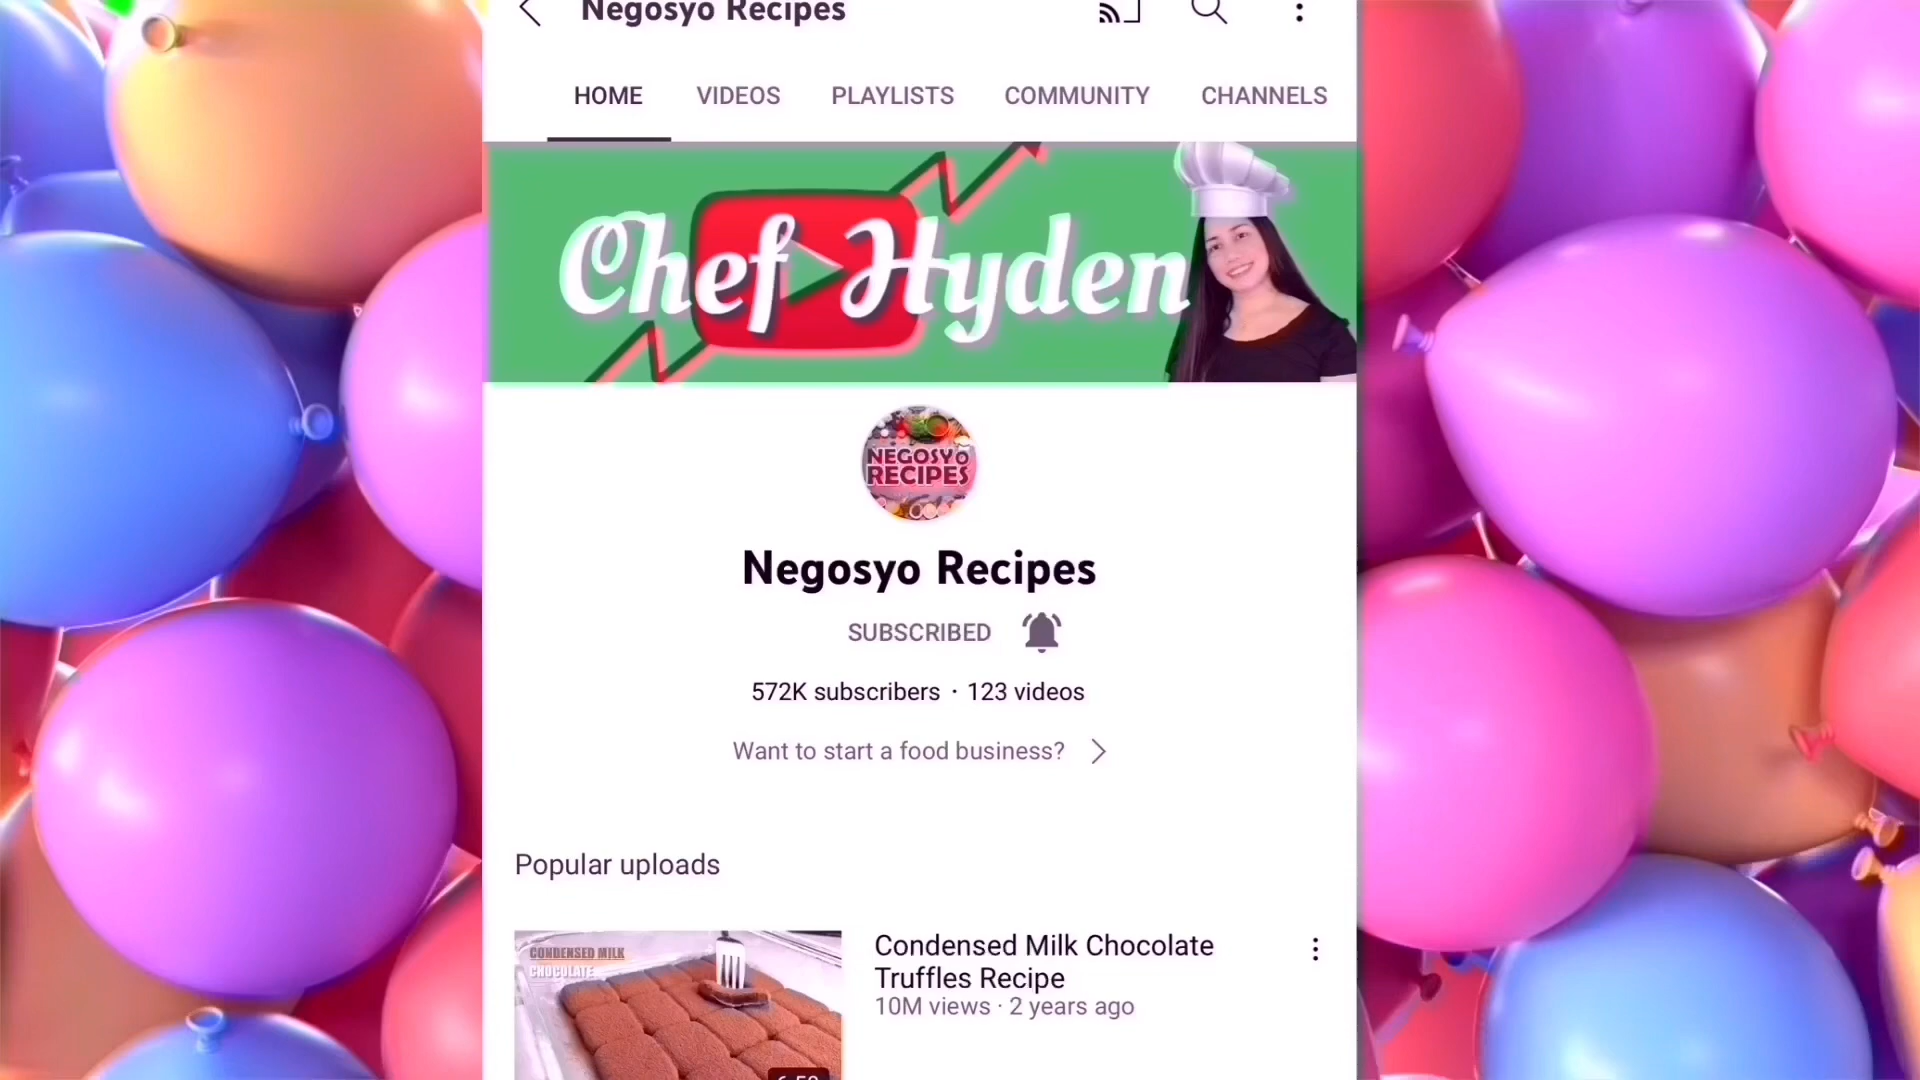 Negosyo Recipes
HOME VIDEOS PLAYLISTS COMMUNITY CHANNELS
Chef Hyden
NEGOSYO
RECIPES
Negosyo Recipes
SUBSCRIBED
572K subscribers · 123 videos
Want to start a food business?
Popular uploads
CONDENSED MILK
CHOCOLATE
Condensed Milk Chocolate
Truffles Recipe
10M views · 2 years ago